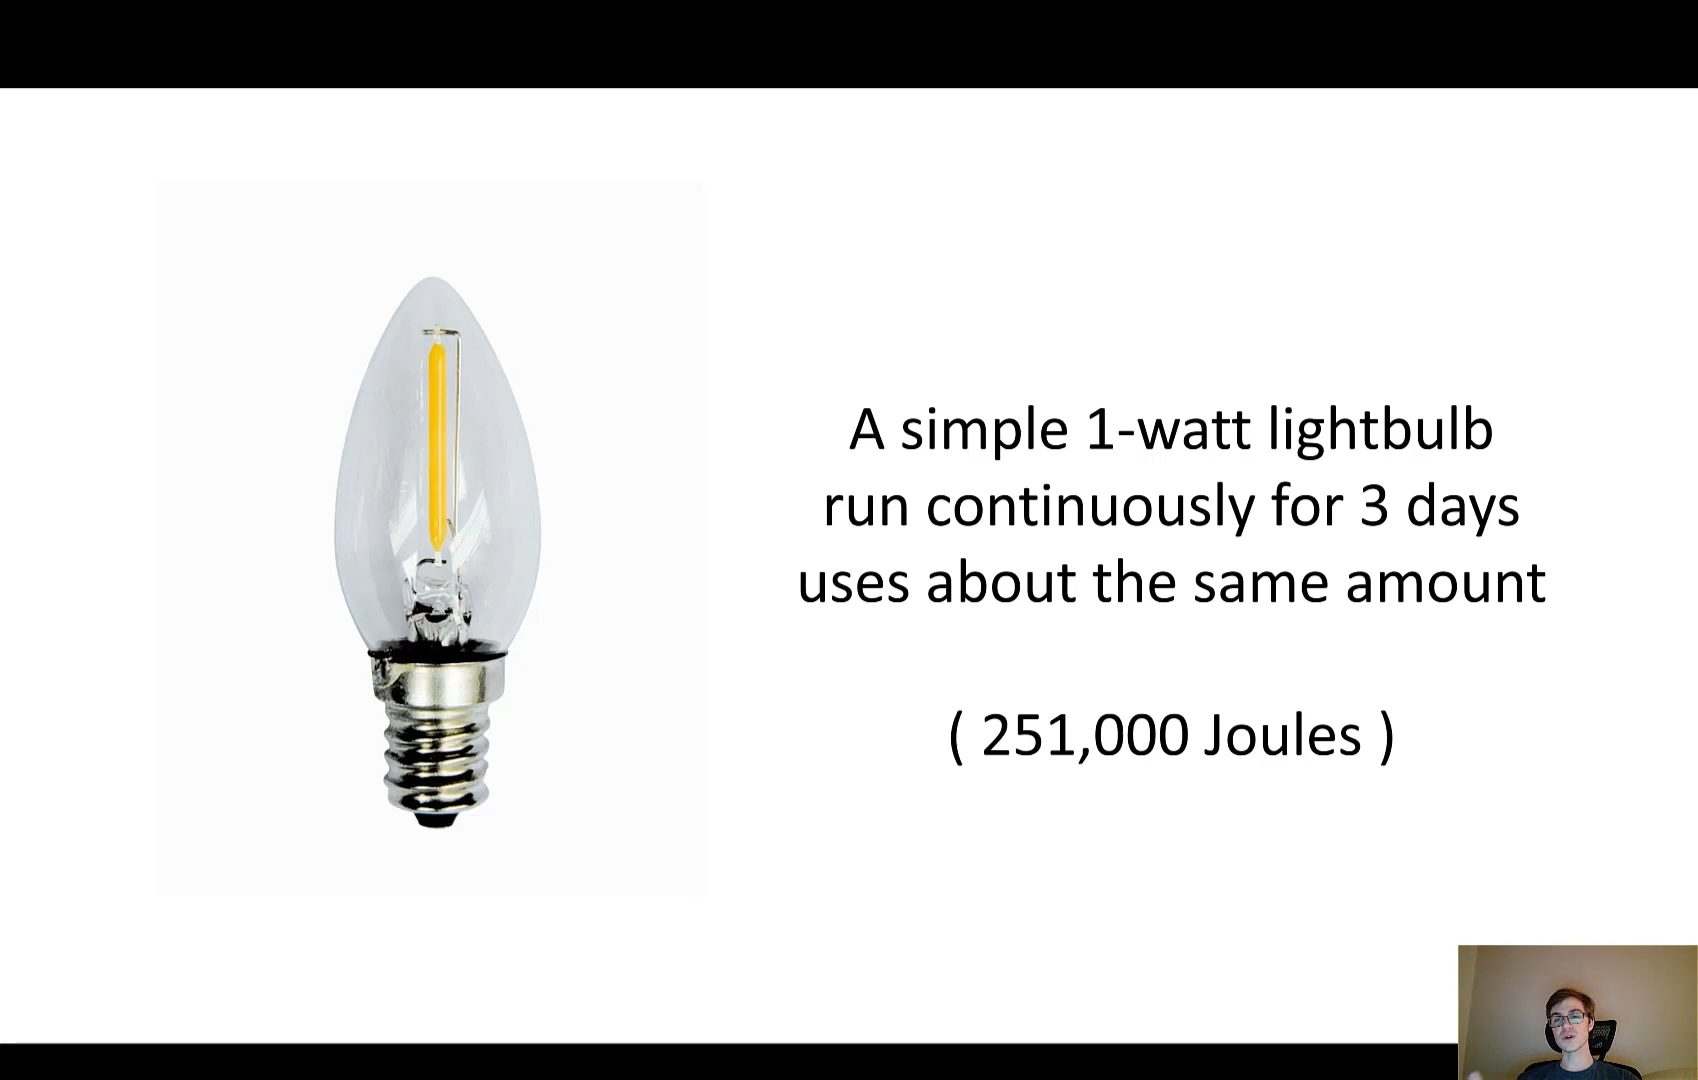 A simple 1-watt lightbulb
run continuously for 3 days
uses about the same amount
( 251,000 Joules )